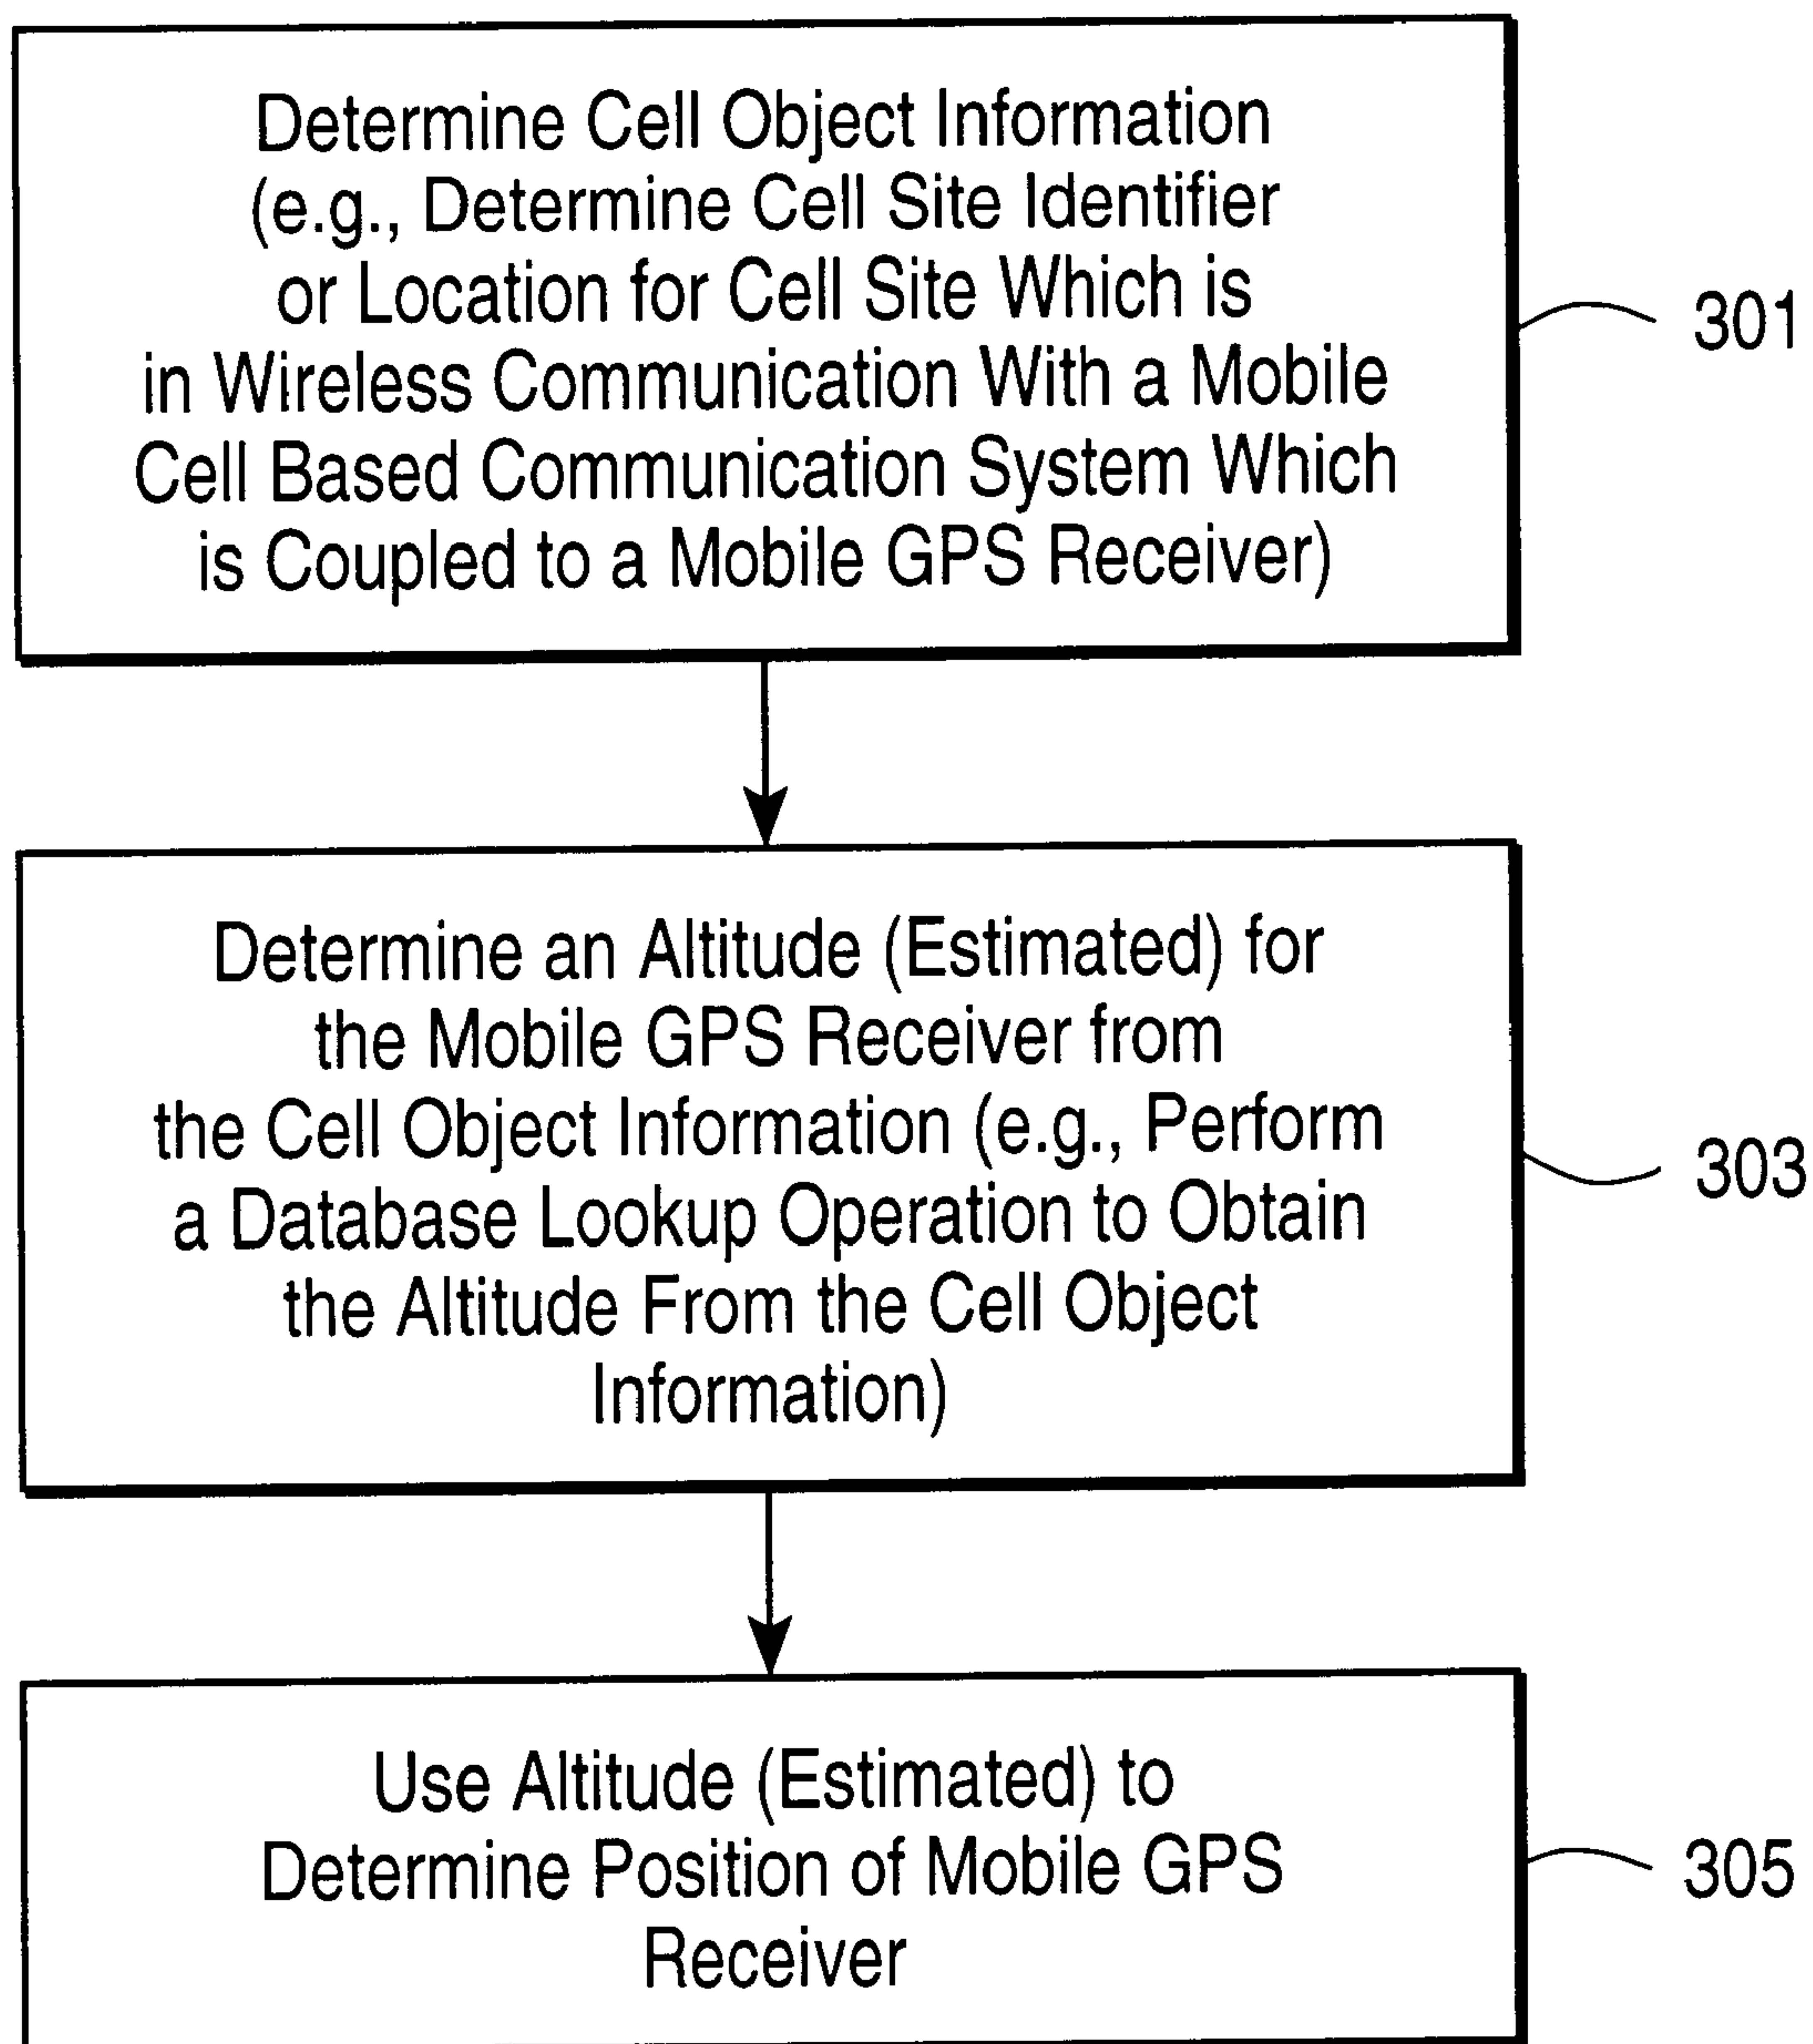 Determine Cell Object Information
(e.g., Determine Cell Site Identifier
or Location for Cell Site Which is
in Wireless Communication With a Mobile
Cell Based Communication System Which
is Coupled to a Mobile GPS Receiver)
301
Determine an Altitude (Estimated) for
the Mobile GPS Receiver from
the Cell Object Information (e.g., Perform
a Database Lookup Operation to Obtain
the Altitude From the Cell Object
Information)
303
Use Altitude (Estimated) to
Determine Position of Mobile GPS
Receiver
305